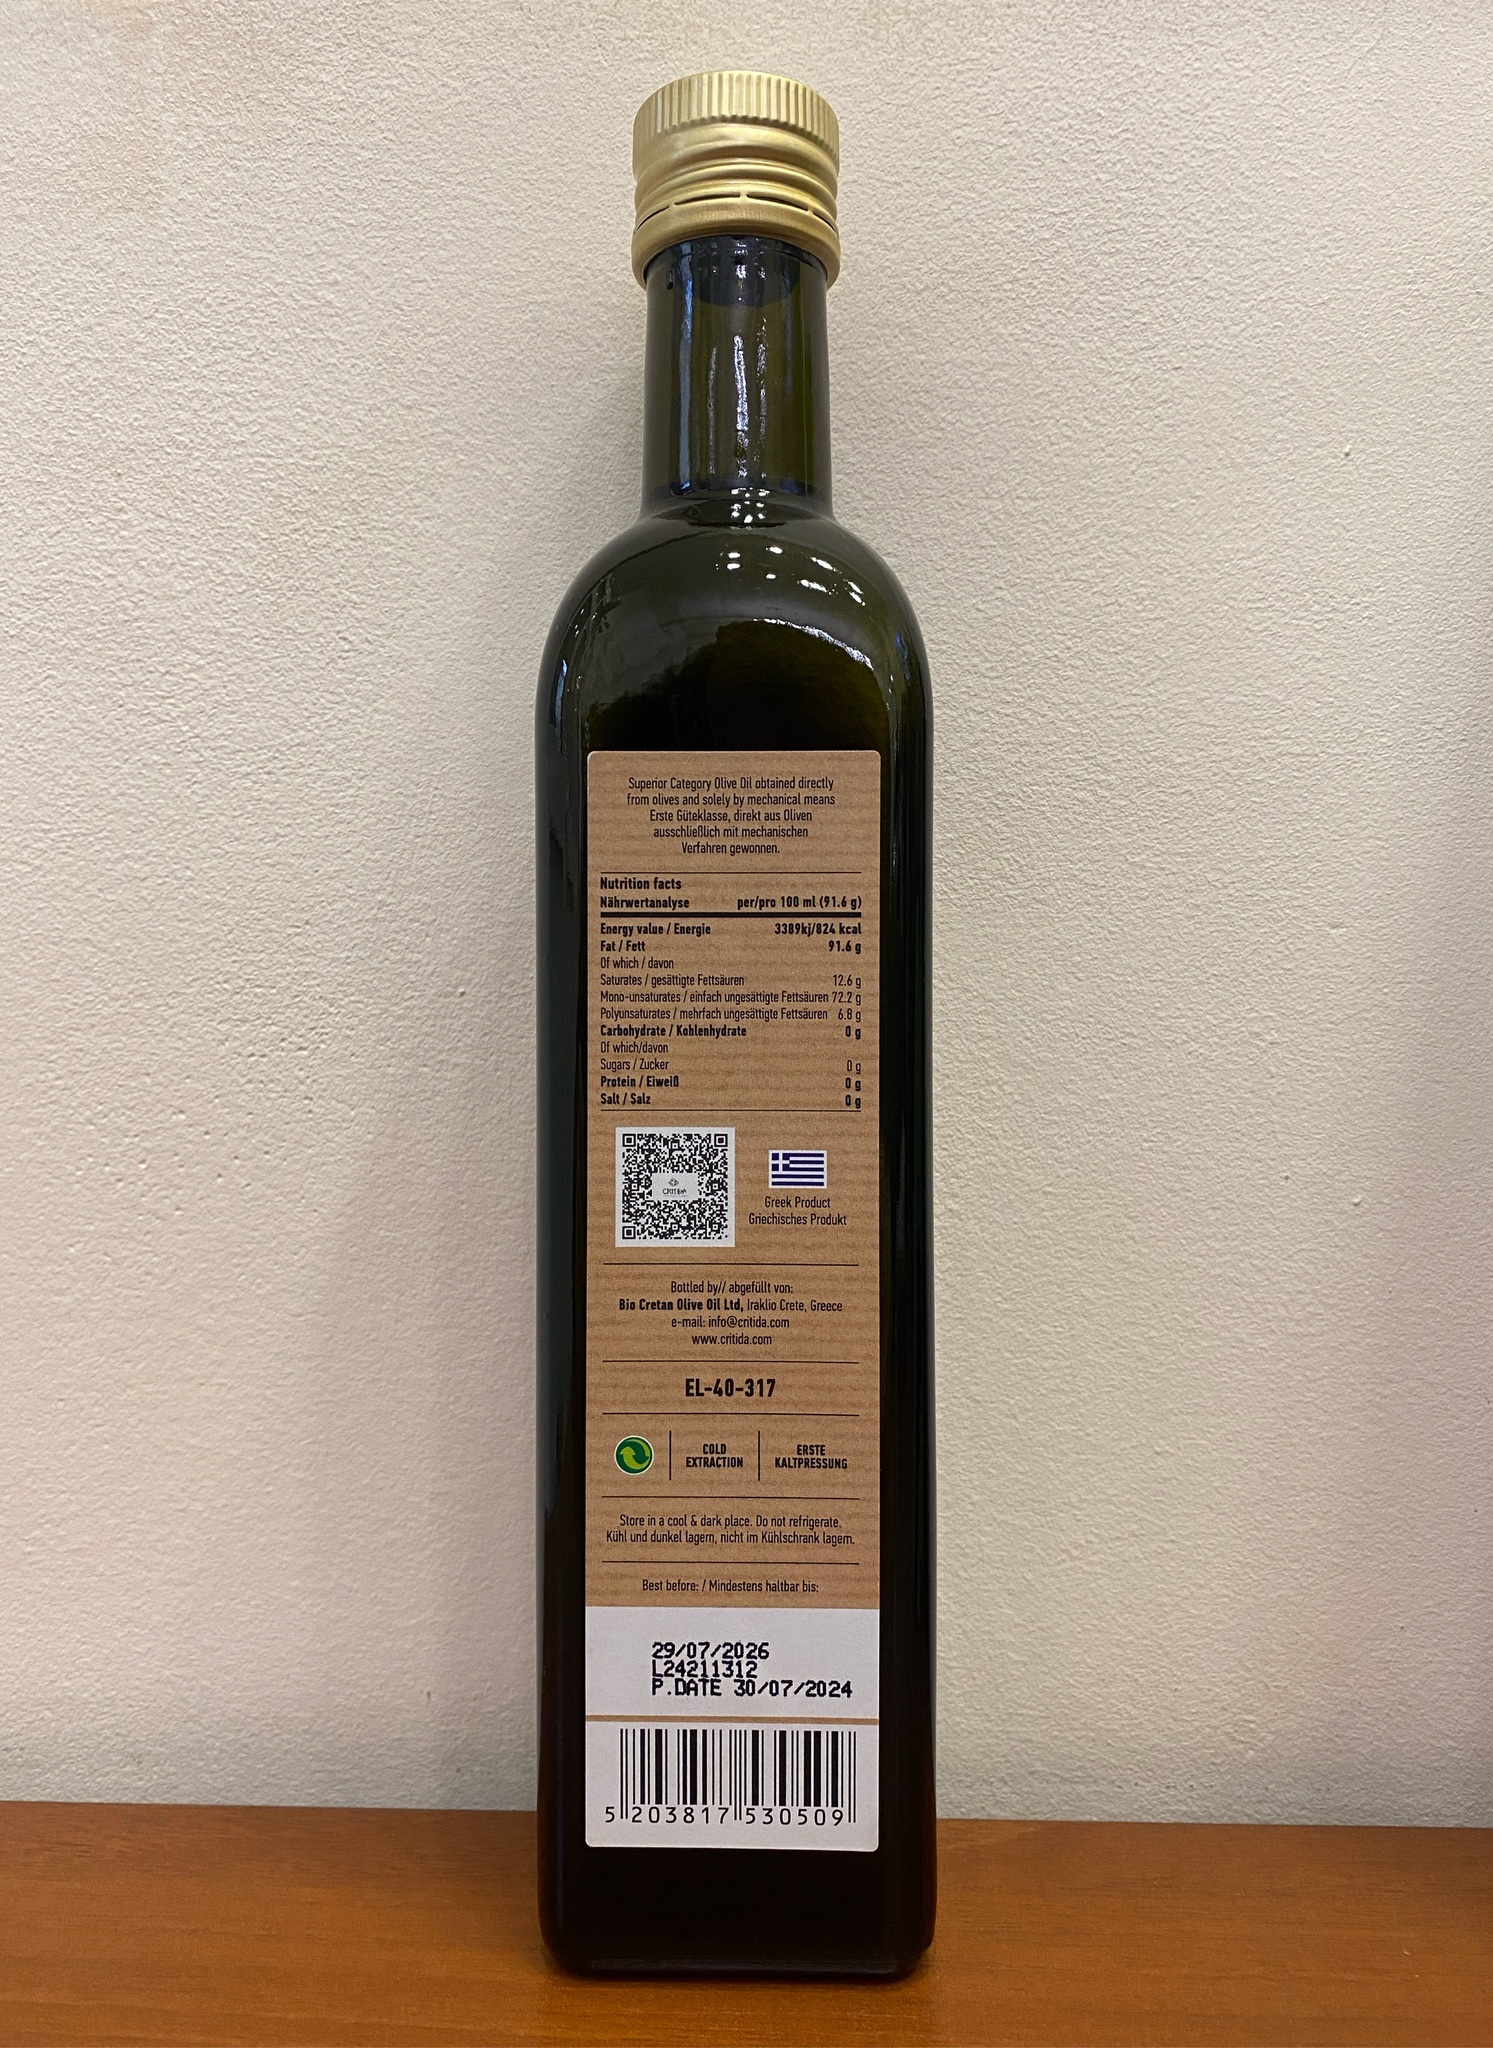 Superior Category Olive Oil obtained directly
from olives and solely by mechanical means
Erste Güteklasse, direkt aus Oliven
ausschließlich mit mechanischen
Verfahren gewonnen.
Nutrition facts
Nährwertanalyse per/pro 100 ml (91.6 g)
Energy value / Energie 3389kj/824 kcal
Fat / Fett 91.6 g
Of which / davon
Saturates / gesättigte Fettsäuren 12.6 g
Mono-unsaturates / einfach ungesättigte Fettsäuren 72.2 g
Polyunsaturates / mehrfach ungesättigte Fettsäuren 6.8 g
Carbohydrate / Kohlenhydrate 0 g
Of which/davon
Sugars / Zucker 0 g
Protein / Eiweiß 0 g
Salt / Salz 0 g
CRITIDA
Greek Product
Griechisches Produkt
Bottled by// abgefüllt von:
Bio Cretan Olive Oil Ltd, Iraklio Crete, Greece
e-mail: info@critida.com
www.critida.com
EL-40-317
COLD
EXTRACTION
ERSTE
KALTPRESSUNG
Store in a cool & dark place. Do not refrigerate.
Kühl und dunkel lagern, nicht im Kühlschrank lagern.
Best before: / Mindestens haltbar bis:
29/07/2026
L24211312
P.DATE 30/07/2024
5 203817 530509